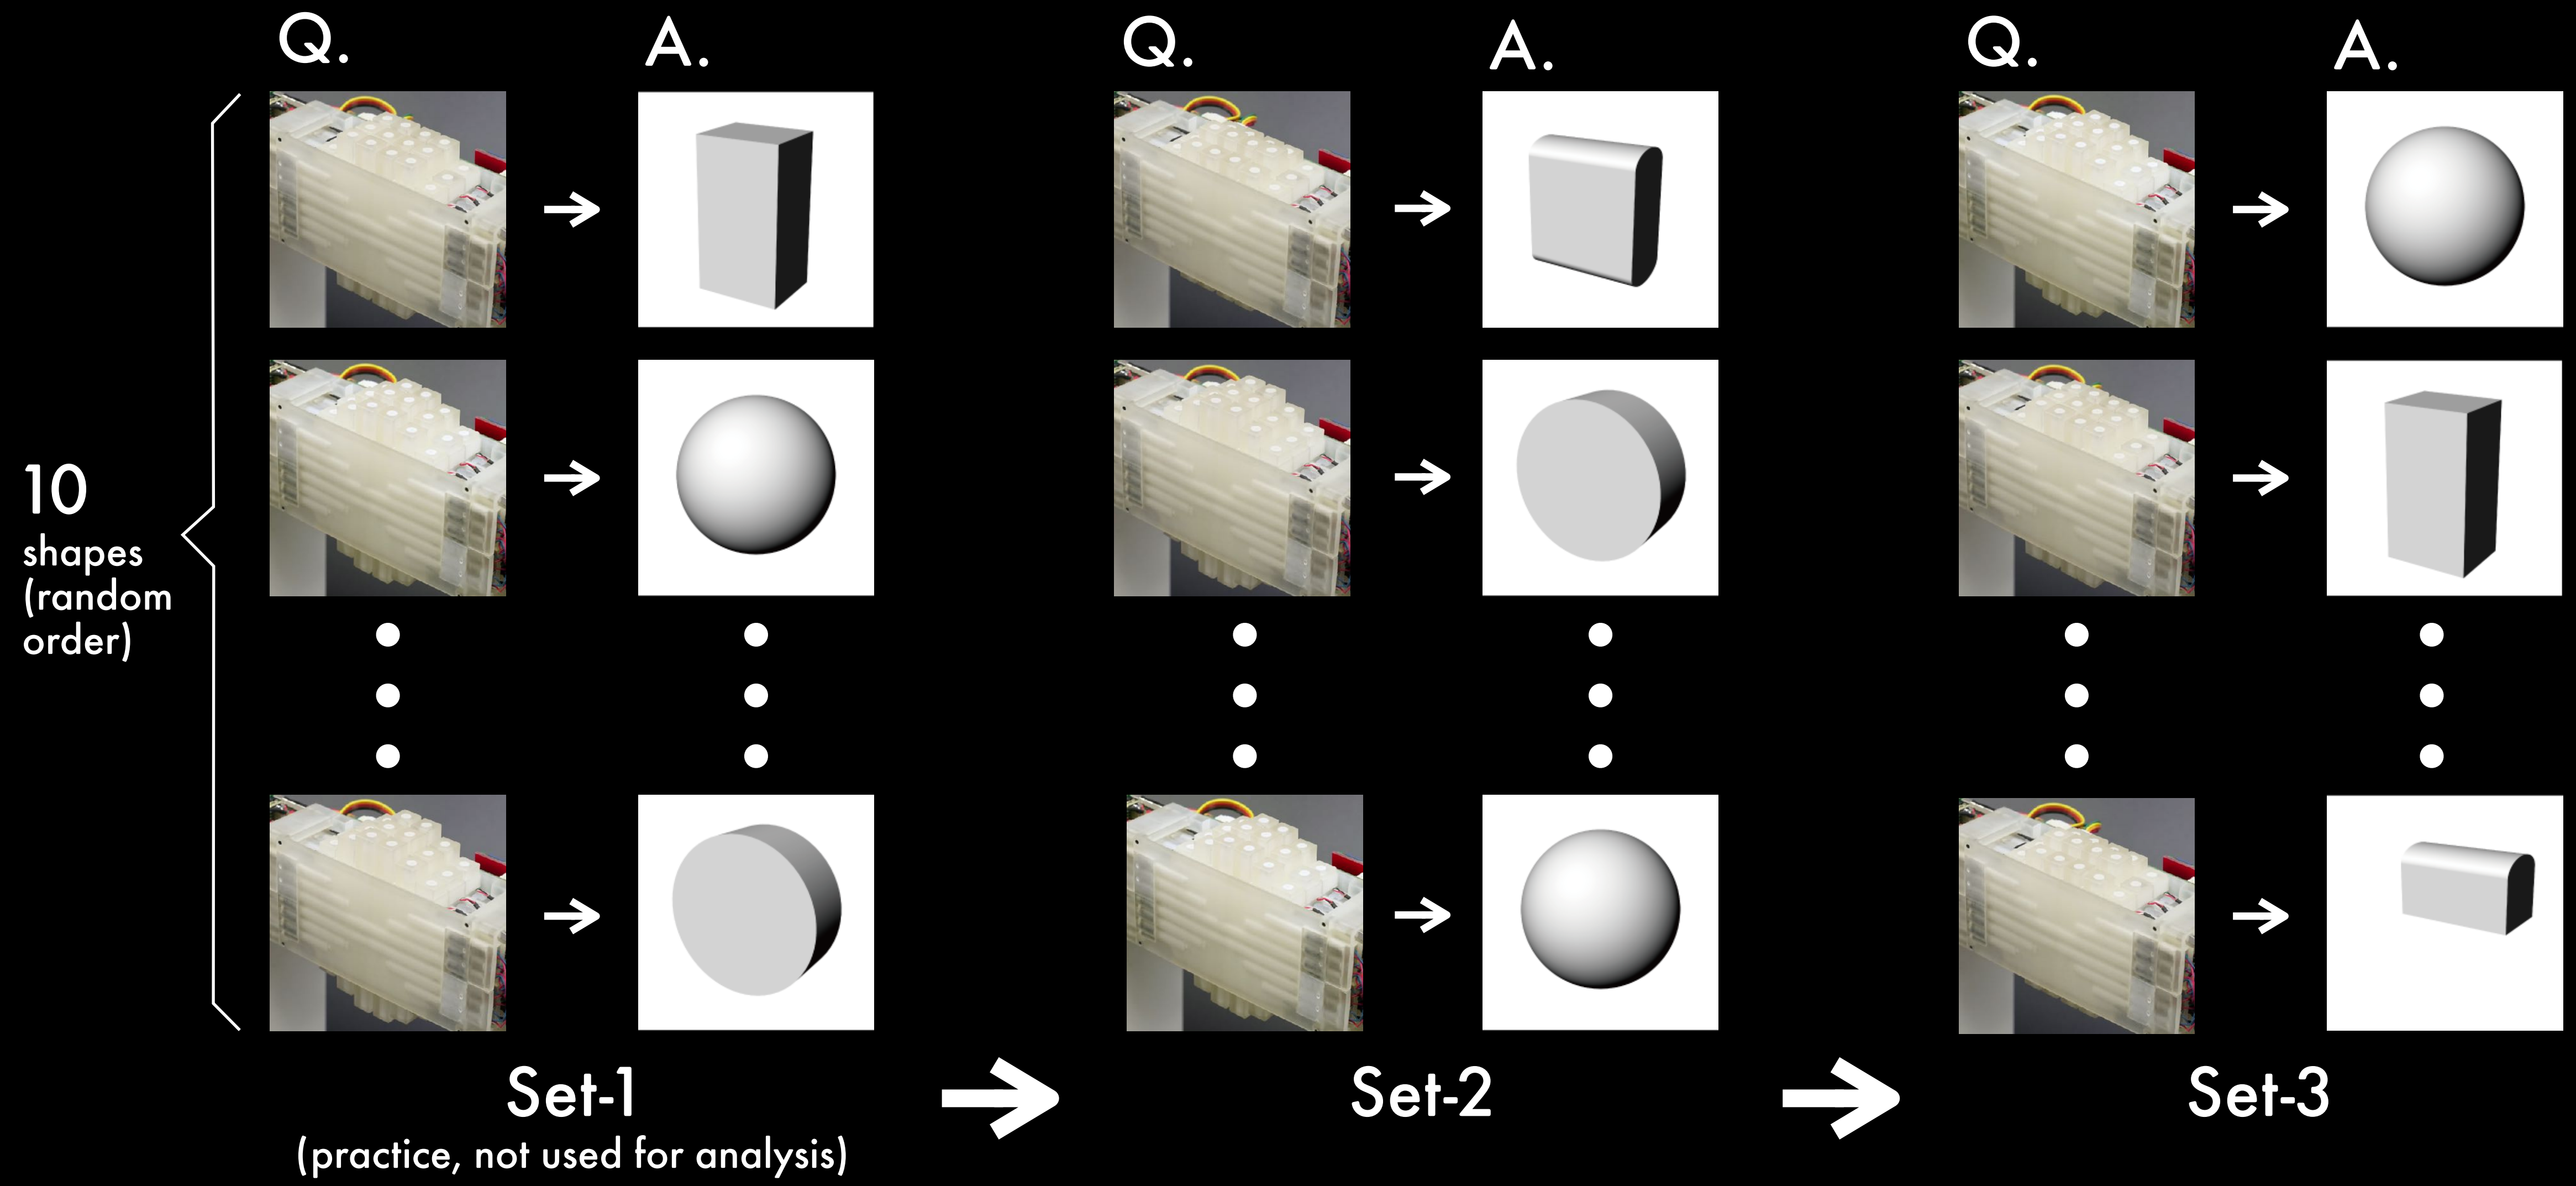 Q. A. Q. A. Q. A.
10
shapes
(random
order)
Set-1 Set-2 Set-3
(practice, not used for analysis)